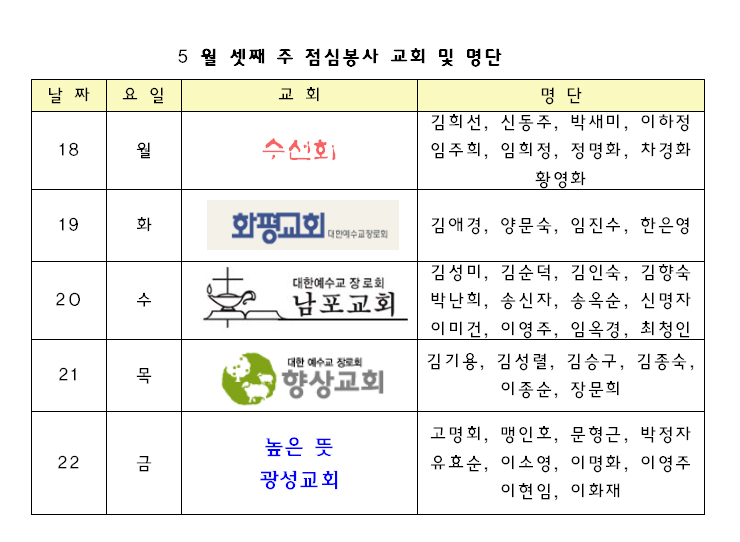 5 월 셋째 주 점심봉사 교회 및 명단
날 짜 요 일 교 회 명 단
18 월 수선회 김희선, 신동주, 박새미, 이하정
임주희, 임희정, 정명화, 차경화
황영화
19 화 화평교회 대한예수교장로회 김애경, 양문숙, 임진수, 한은영
20 수 대한예수교 장로회 김성미, 김순덕, 김인숙, 김향숙
남포교회 박난희, 송신자, 송옥순, 신명자
이미건, 이영주, 임옥경, 최청인
21 목 대한 예수교 장로회 김기용, 김성렬, 김승구, 김종숙,
향상교회 이종순, 장문희
22 금 높은 뜻 고명회, 맹인호, 문형근, 박정자
광성교회 유효순, 이소영, 이명화, 이영주
이현임, 이화재